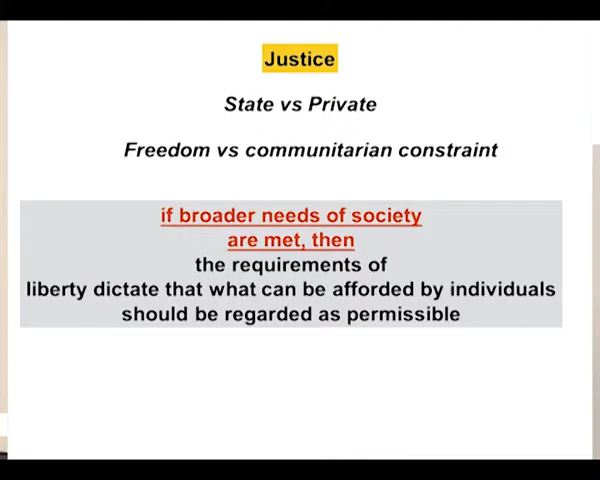 Justice
State vs Private
Freedom vs communitarian constraint
if broader needs of society
are met, then
the requirements of
liberty dictate that what can be afforded by individuals
should be regarded as permissible